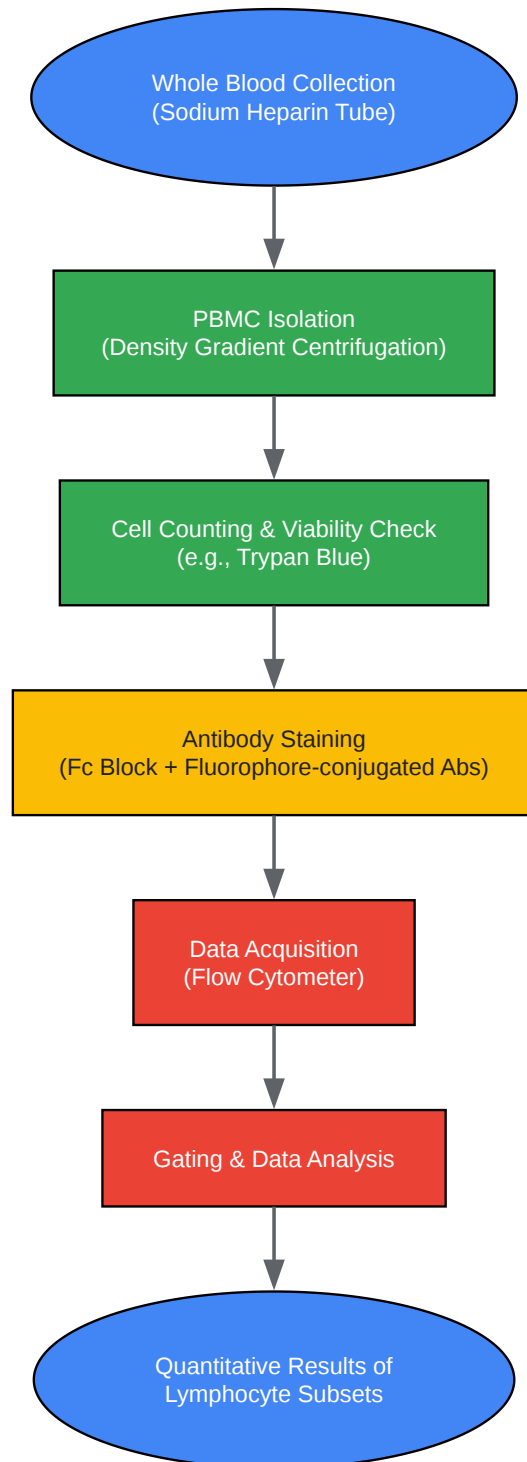 Whole Blood Collection
(Sodium Heparin Tube)
PBMC Isolation
(Density Gradient Centrifugation)
Cell Counting & Viability Check
(e.g., Trypan Blue)
Antibody Staining
(Fc Block + Fluorophore-conjugated Abs)
Data Acquisition
(Flow Cytometer)
Gating & Data Analysis
Quantitative Results of
Lymphocyte Subsets